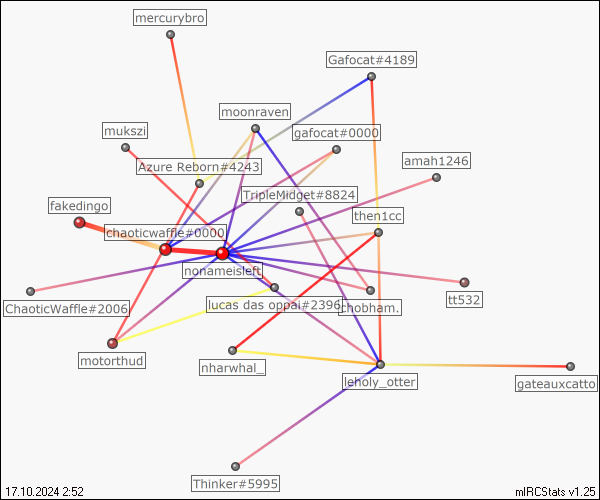 mercurybro
Gafocat#4189
moonraven
mukszi
gafocat#0000
Azure Reborn#4243
amah1246
TripleMidget#8824
fakedingo
then1cc
chaoticwaffle#0000
nonameisleft
ChaoticWaffle#2006
lucas das oppai#2396
chobham.
tt532
motorthud
nharwhal_
leholy_otter
gateauxcatto
Thinker#5995
17.10.2024 2:52
mIRCStats v1.25